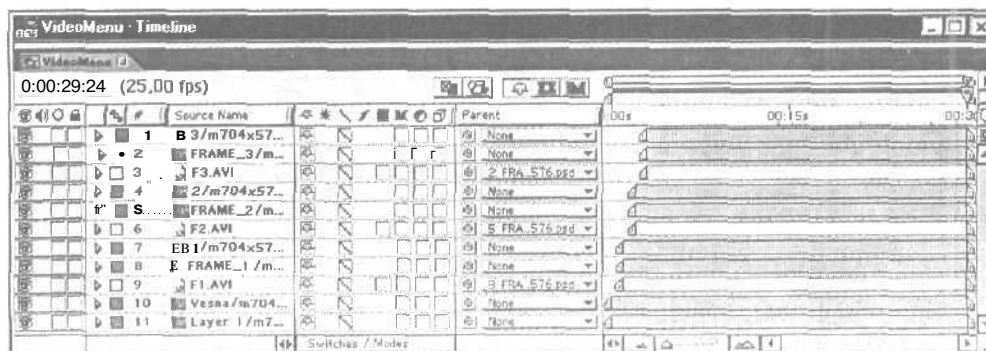 VideoMenu · Timeline
VideoMenu
0:00:29:24 (25,00 fps)
# Source Name Parent :00s 00:15s 00:3
1 B 3/m704x57... None
2 FRAME_3/m... None
3 F3.AVI 2. FRA_576.psd
4 2/m704x57... None
S FRAME_2/m... None
6 F2.AVI 5. FRA_576.psd
7 EB 1/m704x57... None
8 E FRAME_1 /m... None
9 F1.AVI 8. FRA_576.psd
10 Vesna/m704... None
11 Layer 1/m7... None
Switches / Modes